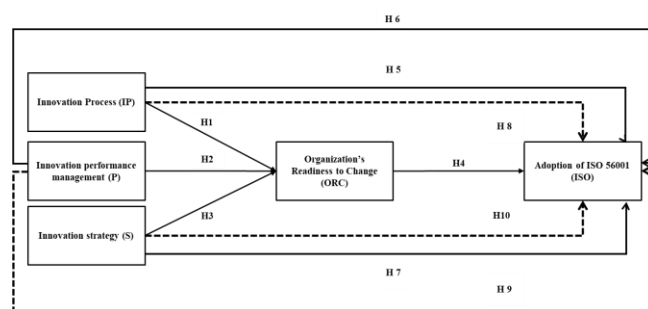 H 6
H 5
Innovation Process (IP)
H1
H 8
Innovation performance
management (P)
H2
Organization's
Readiness to Change
(ORC)
H4
Adoption of ISO 56001
(ISO)
Innovation strategy (S)
H3
H10
H 7
H 9